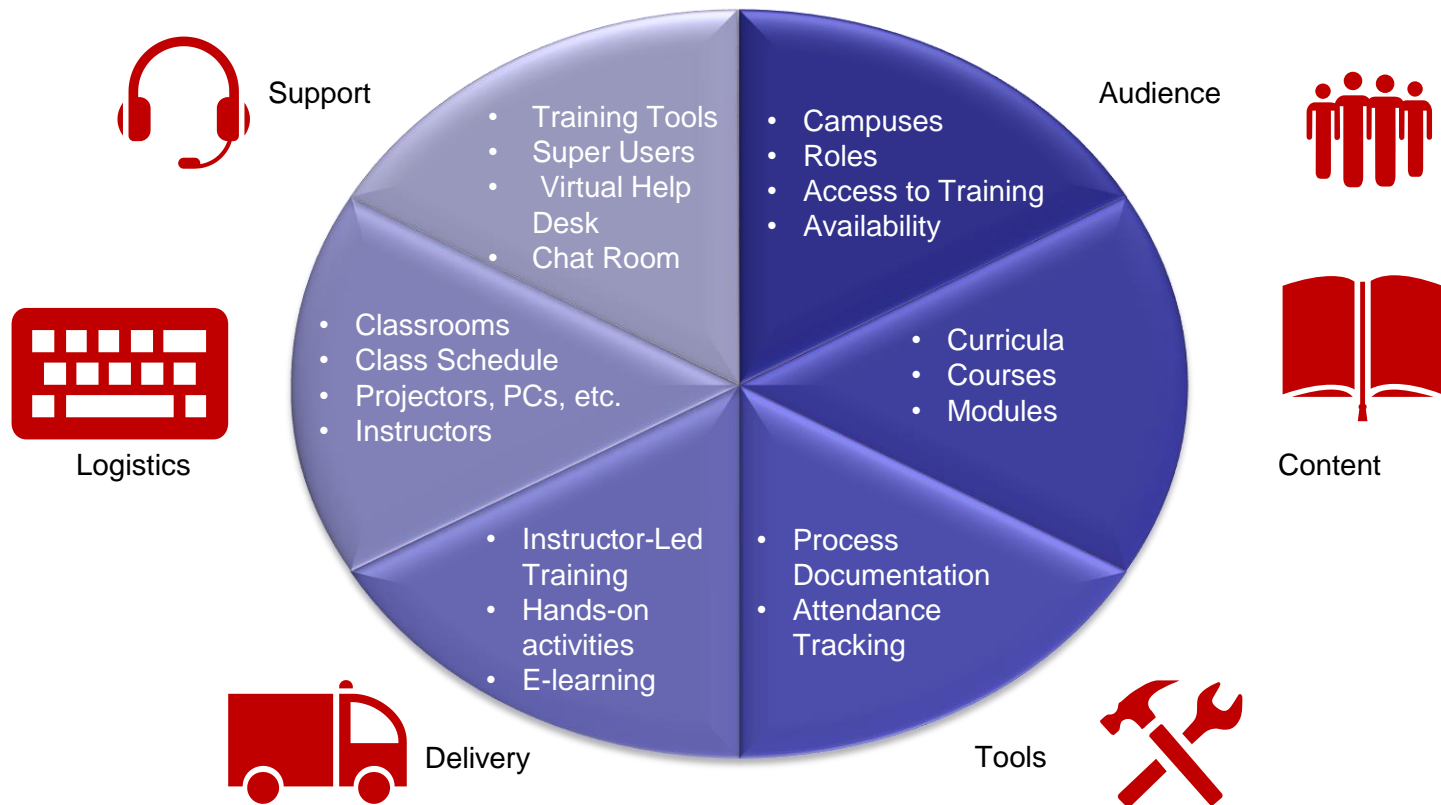 Support
• Training Tools
• Super Users
• Virtual Help
Desk
• Chat Room
Audience
• Campuses
• Roles
• Access to Training
• Availability
• Classrooms
• Class Schedule
• Projectors, PCs, etc.
• Instructors
Logistics
• Curricula
• Courses
• Modules
Content
• Instructor-Led
Training
• Hands-on
activities
• E-learning
Delivery
• Process
Documentation
• Attendance
Tracking
Tools